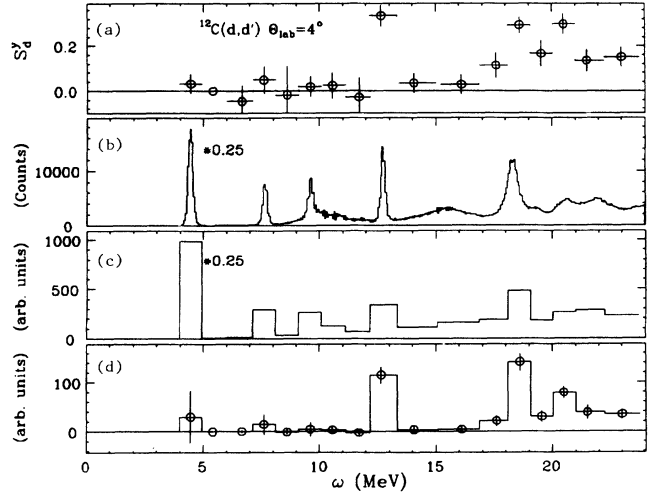 (a) ¹²C(d,d′) Θlab=4°
S_d^y
0.2
0.0
(b) *0.25
(Counts)
10000
0
(c) *0.25
(arb. units)
1000
500
0
(d)
(arb. units)
100
0
0 5 10 15 20
ω (MeV)